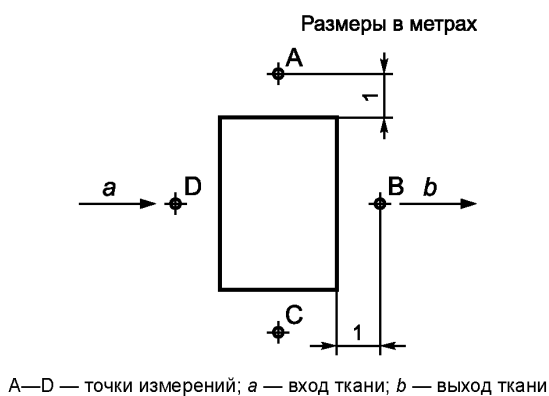 Размеры в метрах
A
1
a
D
B
b
C
1
A—D — точки измерений; a — вход ткани; b — выход ткани